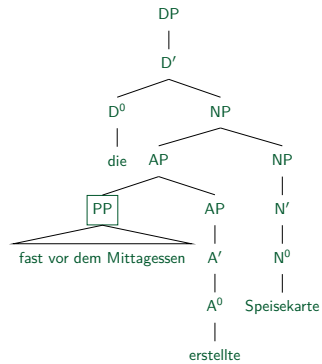 DP
D′
D⁰ NP
die AP NP
PP AP N′
fast vor dem Mittagessen A′ N⁰
A⁰ Speisekarte
erstellte